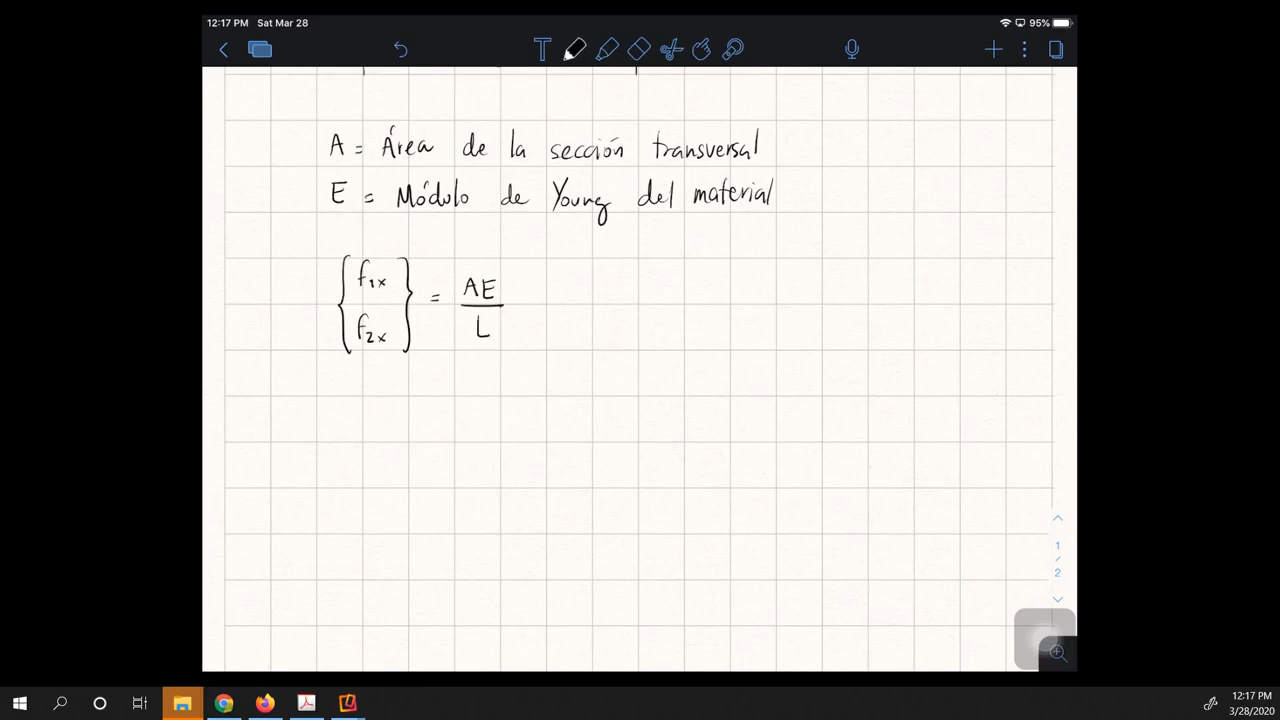 12:17 PM Sat Mar 28
95%
A = Área de la sección transversal
E = Módulo de Young del material
{ f1x
f2x } = AE
L
1
/
2
12:17 PM
3/28/2020